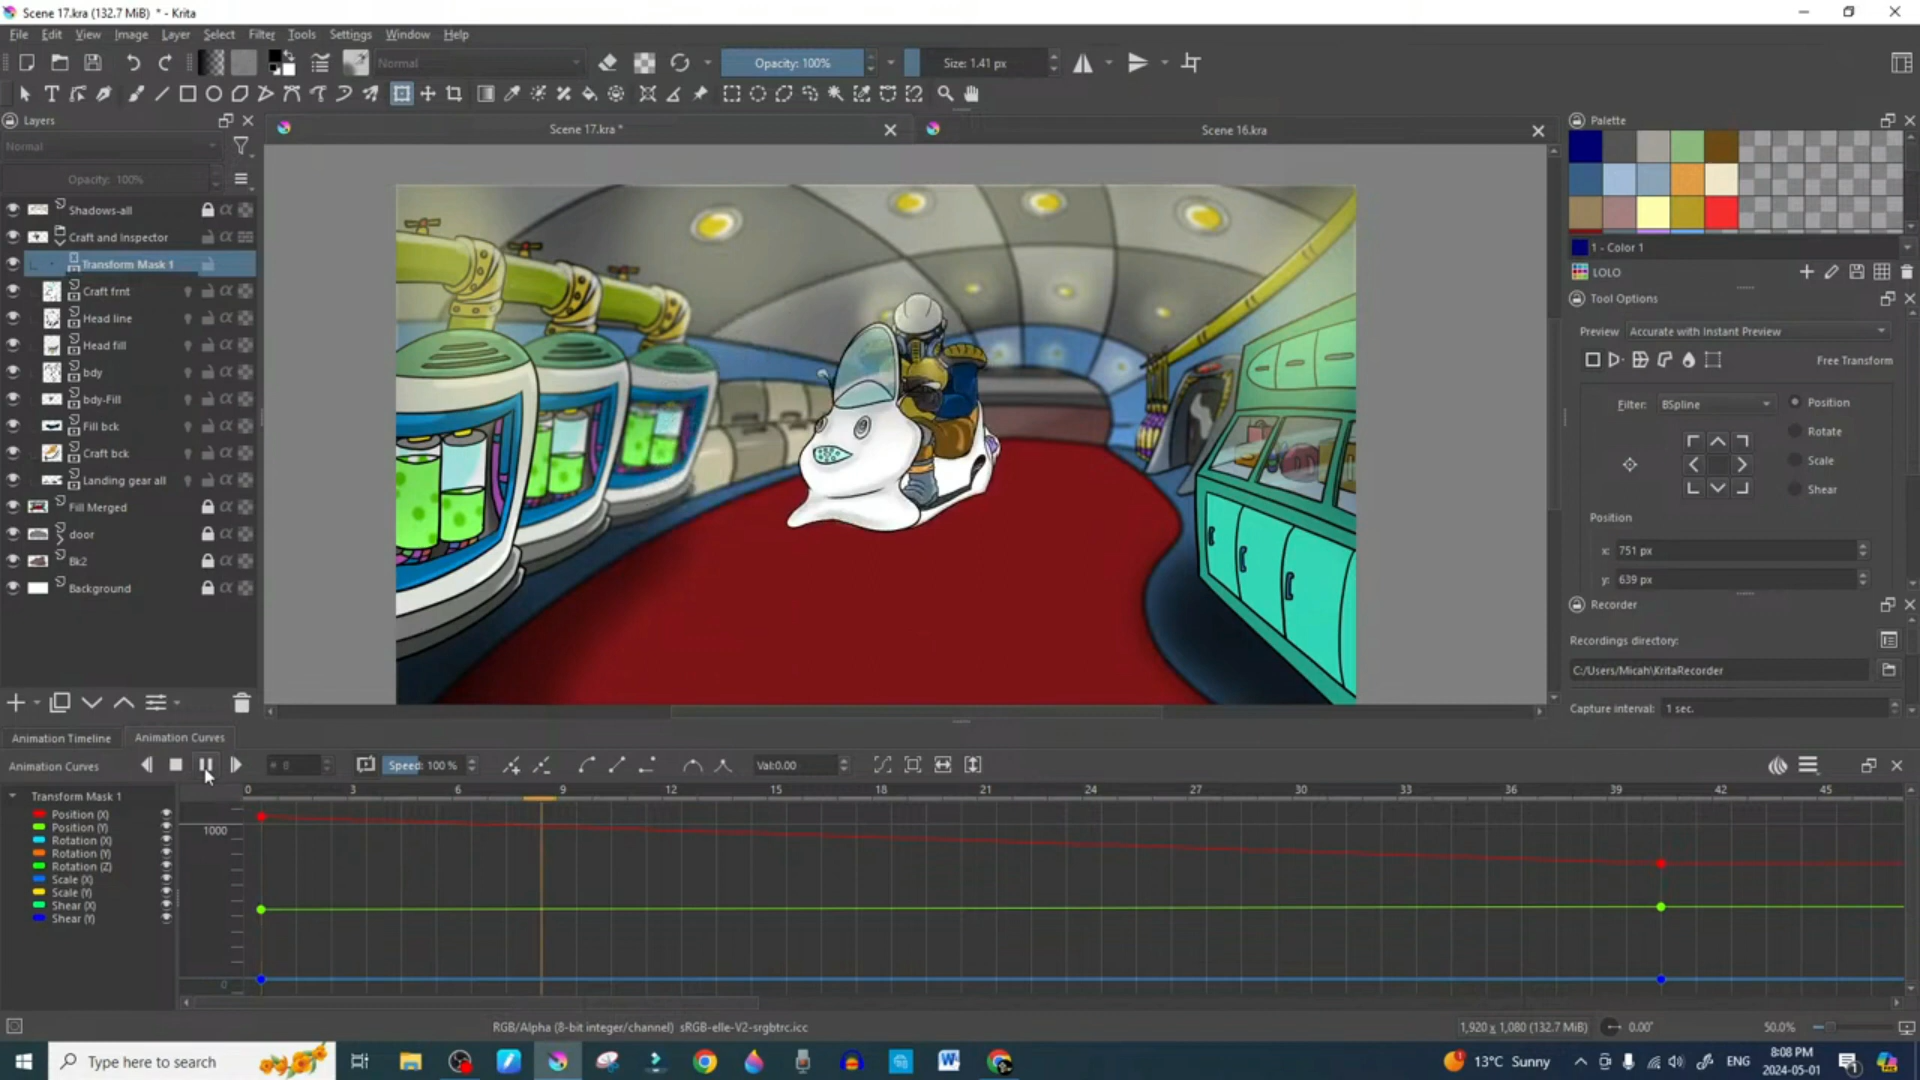 Scene 17.kra (132.7 MiB) * - Krita
File Edit View Image Layer Select Filter Tools Settings Window Help
Normal Opacity: 100% Size: 1.41 px
Layers
Scene 17.kra *
Scene 16.kra
Normal
Opacity: 100%
Shadows-all
Craft and Inspector
Transform Mask 1
Craft frnt
Head line
Head fill
bdy
bdy-Fill
Fill bck
Craft bck
Landing gear all
Fill Merged
door
Bk2
Background
Palette
1 - Color 1
LOLO
Tool Options
Preview Accurate with Instant Preview
Free Transform
Filter: BSpline
Position
Rotate
Scale
Shear
Position
x: 751 px
y: 639 px
Recorder
Recordings directory:
C:/Users/Micah/KritaRecorder
Capture interval: 1 sec.
Animation Timeline Animation Curves
Animation Curves # 8 Speed: 100 % Val:0.00
0 3 6 9 12 15 18 21 24 27 30 33 36 39 42 45
Transform Mask 1
Position (X)
Position (Y)
Rotation (X)
Rotation (Y)
Rotation (Z)
Scale (X)
Scale (Y)
Shear (X)
Shear (Y)
1000
0
RGB/Alpha (8-bit integer/channel) sRGB-elle-V2-srgbtrc.icc
1,920 x 1,080 (132.7 MiB) 0.00° 50.0%
Type here to search
13°C Sunny
ENG
8:08 PM
2024-05-01